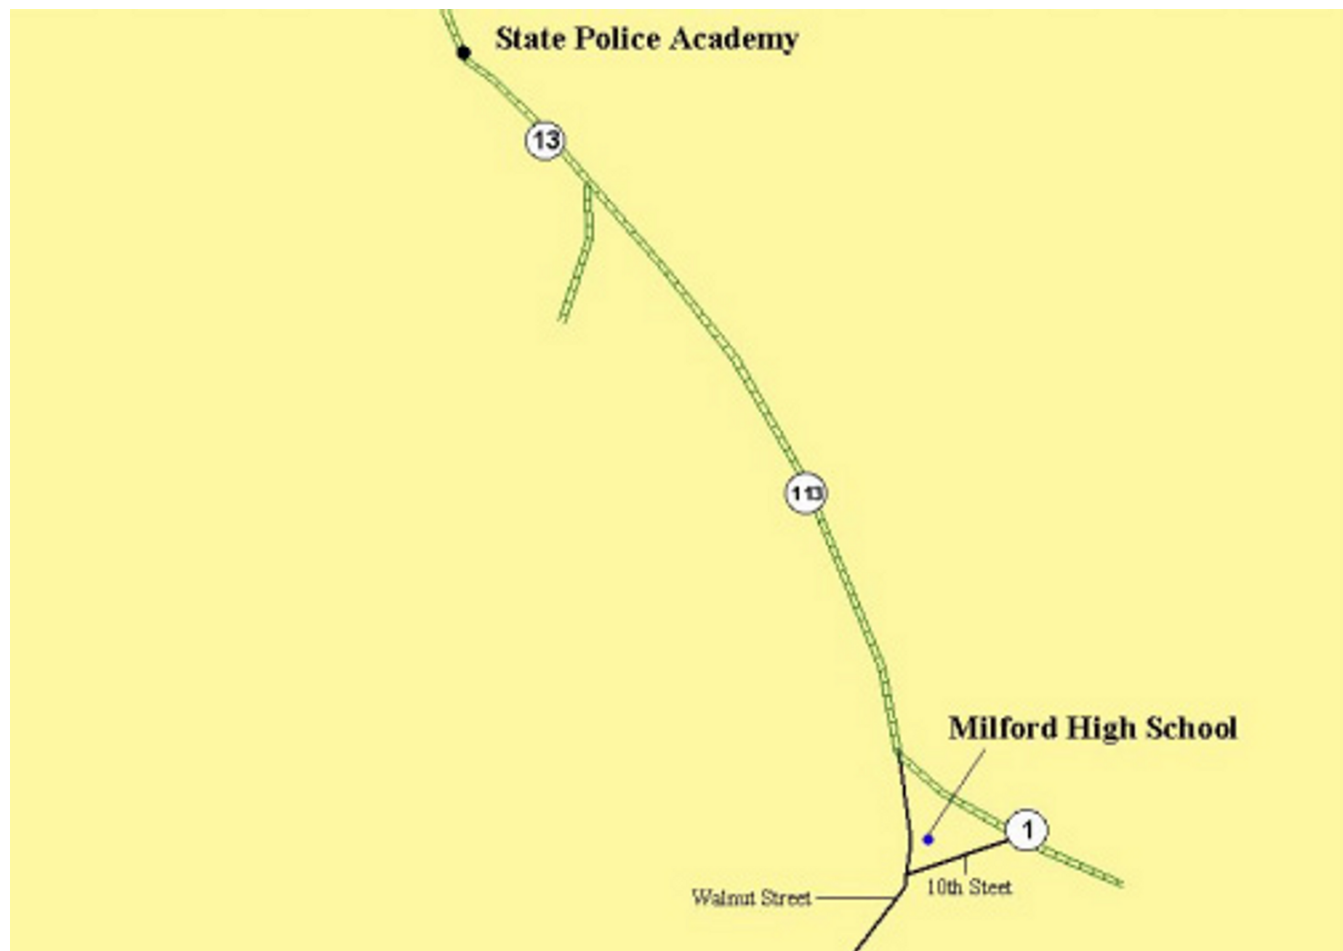 State Police Academy
13
113
Milford High School
1
10th Steet
Walnut Street